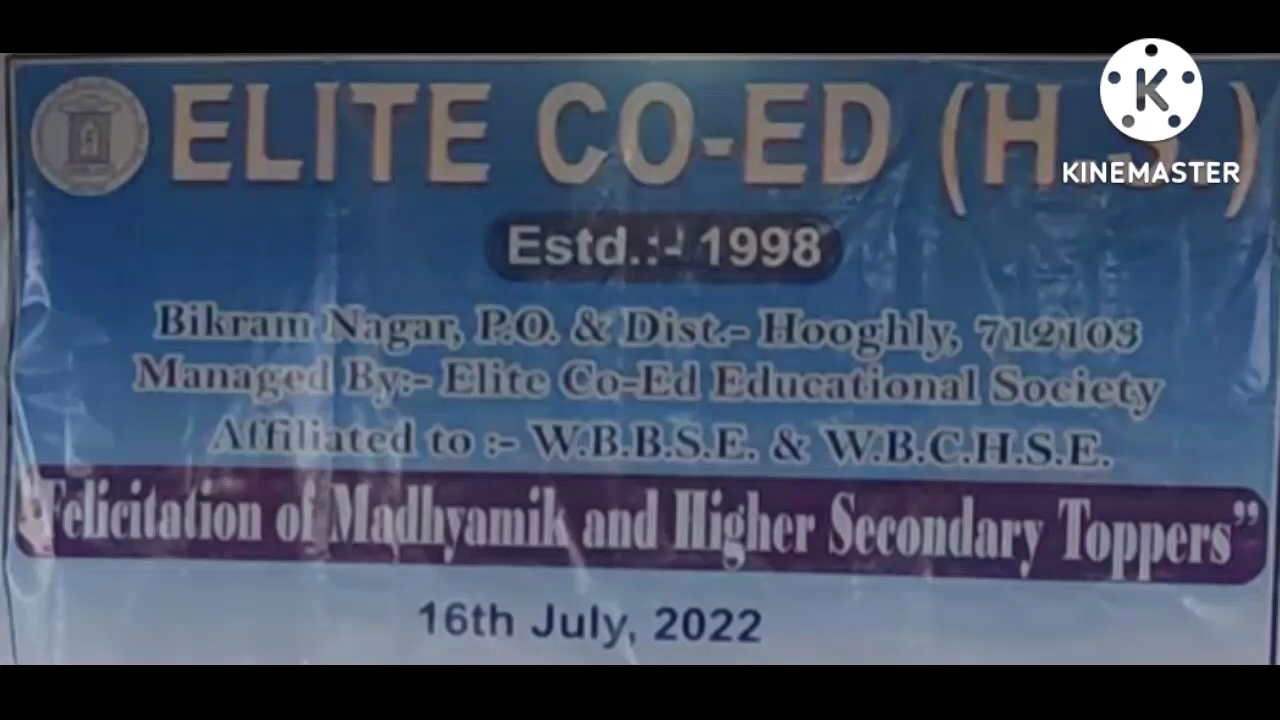 ELITE CO-ED (H.S.)
Estd.:- 1998
Bikram Nagar, P.O. & Dist.- Hooghly, 712103
Managed By:- Elite Co-Ed Educational Society
Affiliated to :- W.B.B.S.E. & W.B.C.H.S.E.
Felicitation of Madhyamik and Higher Secondary Toppers”
16th July, 2022
K
KINEMASTER